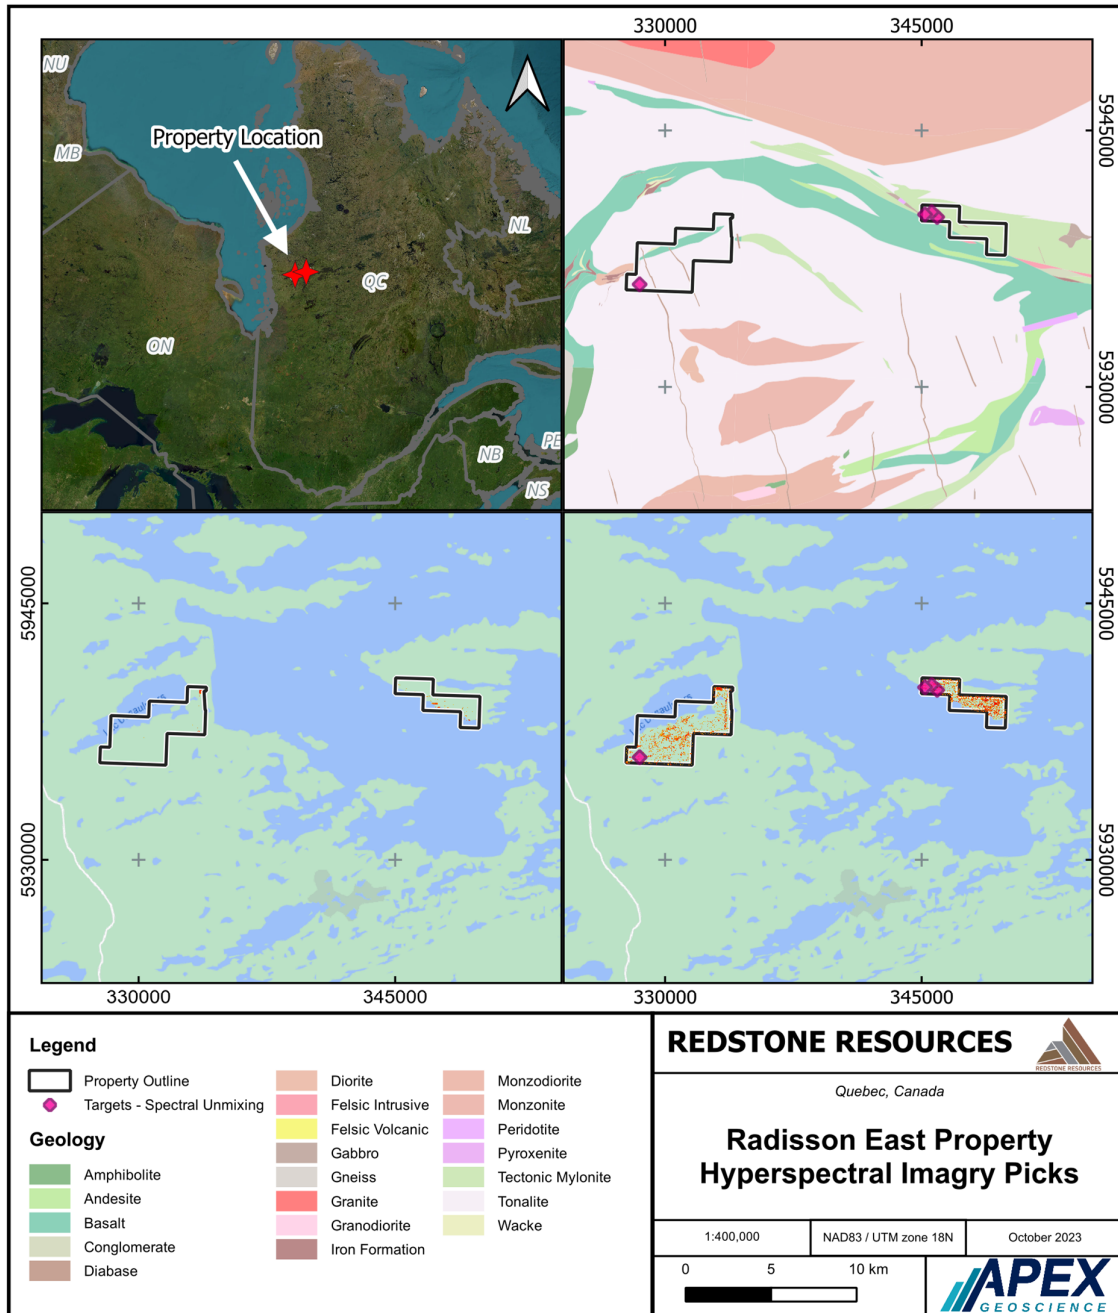 330000
345000
NU
MB
Property Location
NL
QC
ON
NB
PE
NS
5945000
5930000
5945000
5930000
5945000
5930000
330000
345000
330000
345000
Legend
Property Outline
Targets - Spectral Unmixing
Geology
Amphibolite
Andesite
Basalt
Conglomerate
Diabase
Diorite
Felsic Intrusive
Felsic Volcanic
Gabbro
Gneiss
Granite
Granodiorite
Iron Formation
Monzodiorite
Monzonite
Peridotite
Pyroxenite
Tectonic Mylonite
Tonalite
Wacke
REDSTONE RESOURCES
REDSTONE RESOURCES
Quebec, Canada
Radisson East Property
Hyperspectral Imagry Picks
1:400,000
NAD83 / UTM zone 18N
October 2023
0 5 10 km
APEX
GEOSCIENCE